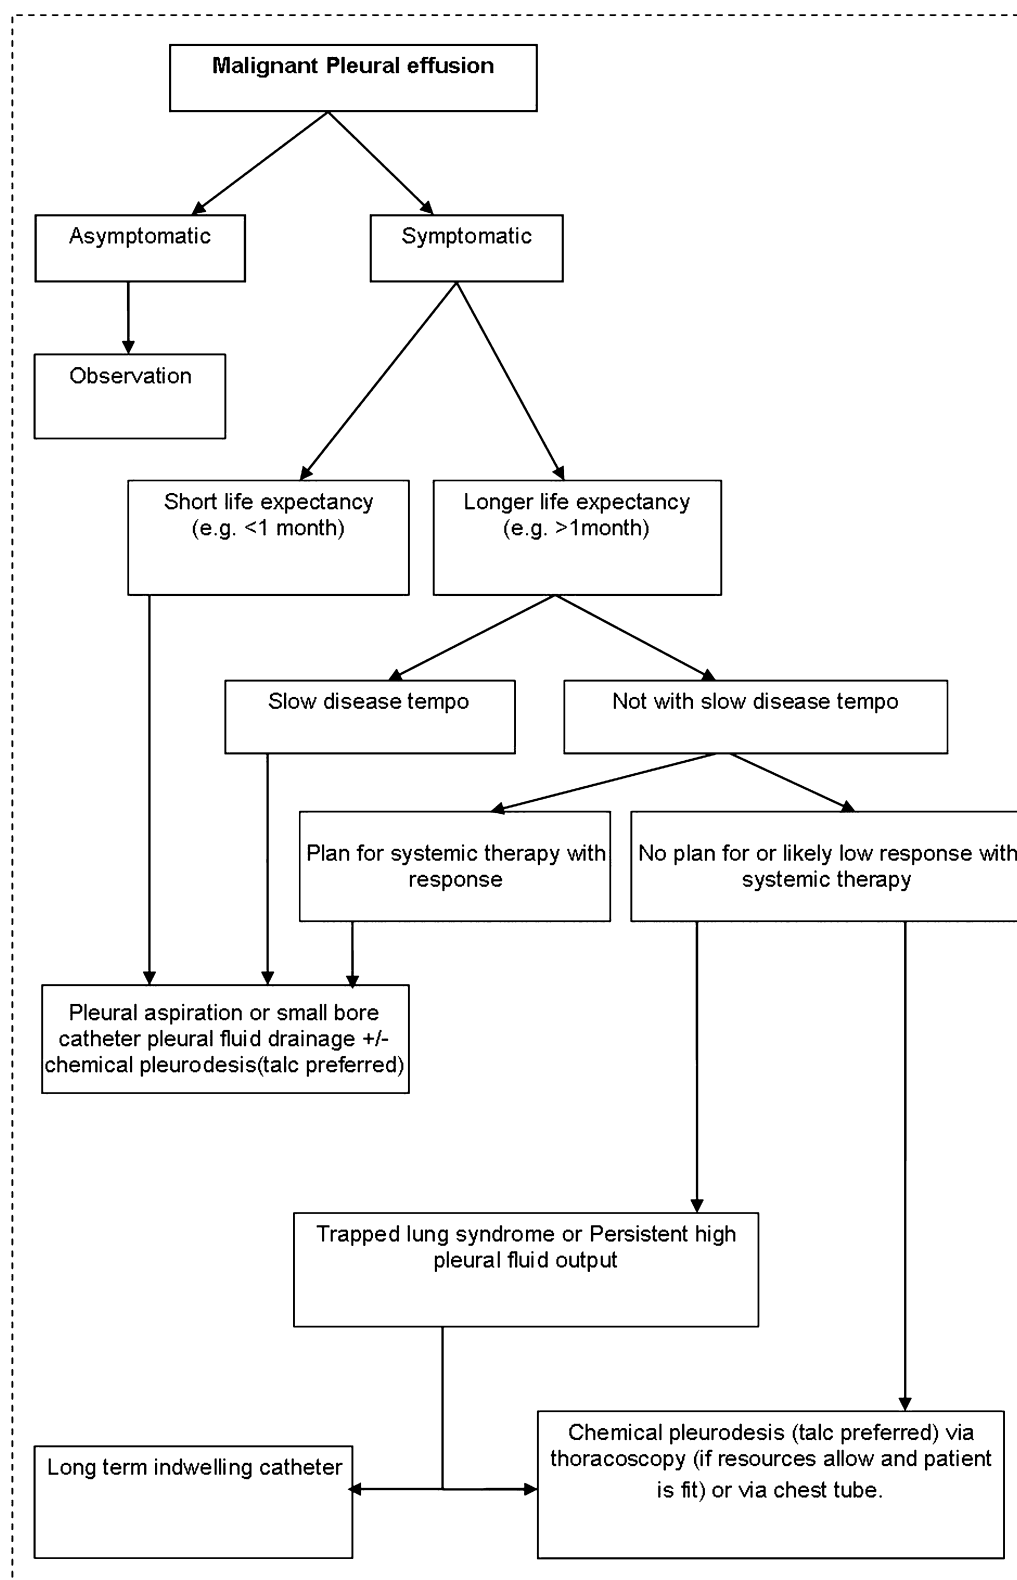 Malignant Pleural effusion
Asymptomatic
Symptomatic
Observation
Short life expectancy
(e.g. <1 month)
Longer life expectancy
(e.g. >1month)
Slow disease tempo
Not with slow disease tempo
Plan for systemic therapy with
response
No plan for or likely low response with
systemic therapy
Pleural aspiration or small bore
catheter pleural fluid drainage +/-
chemical pleurodesis(talc preferred)
Trapped lung syndrome or Persistent high
pleural fluid output
Long term indwelling catheter
Chemical pleurodesis (talc preferred) via
thoracoscopy (if resources allow and patient
is fit) or via chest tube.